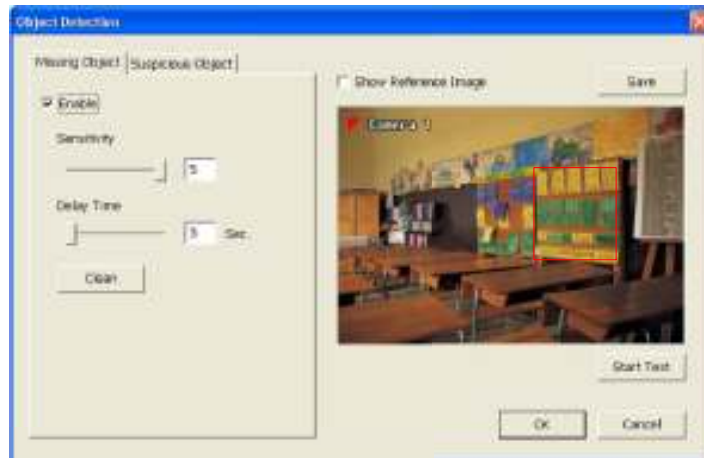 Object Detection
Missing Object
Suspicious Object
Enable
Sensitivity
5
Delay Time
Sec
Clean
Show Reference Image
Save
Camera 1
Start Test
OK
Cancel